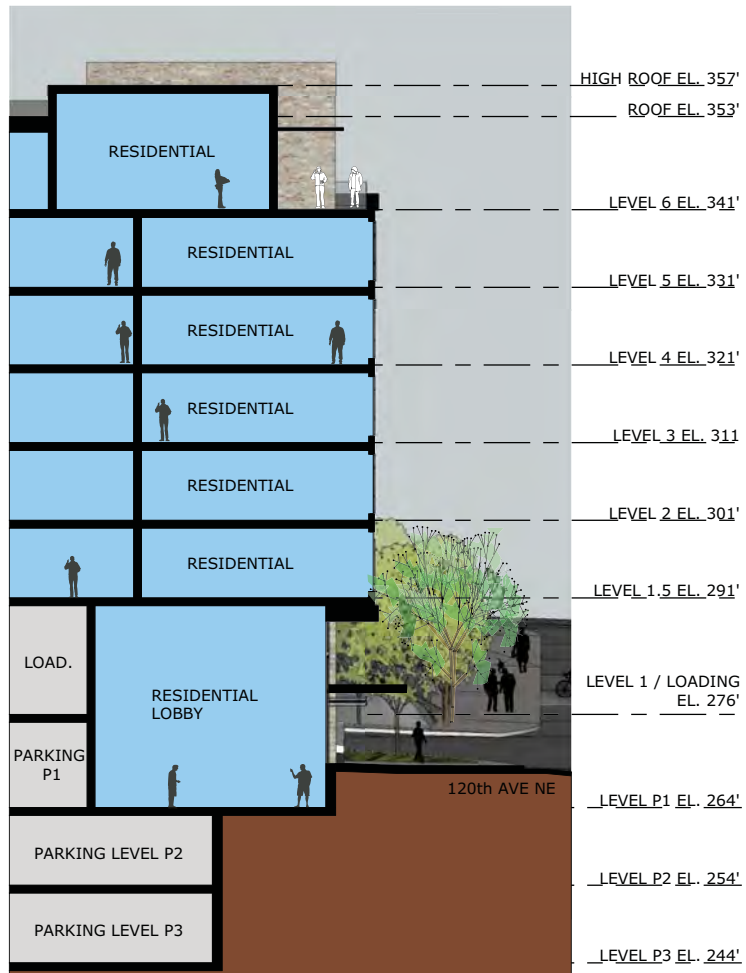 HIGH ROOF EL. 357'
ROOF EL. 353'
RESIDENTIAL
LEVEL 6 EL. 341'
RESIDENTIAL
LEVEL 5 EL. 331'
RESIDENTIAL
LEVEL 4 EL. 321'
RESIDENTIAL
LEVEL 3 EL. 311
RESIDENTIAL
LEVEL 2 EL. 301'
RESIDENTIAL
LEVEL 1.5 EL. 291'
LOAD.
RESIDENTIAL
LOBBY
LEVEL 1 / LOADING
EL. 276'
PARKING
P1
120th AVE NE
LEVEL P1 EL. 264'
PARKING LEVEL P2
LEVEL P2 EL. 254'
PARKING LEVEL P3
LEVEL P3 EL. 244'